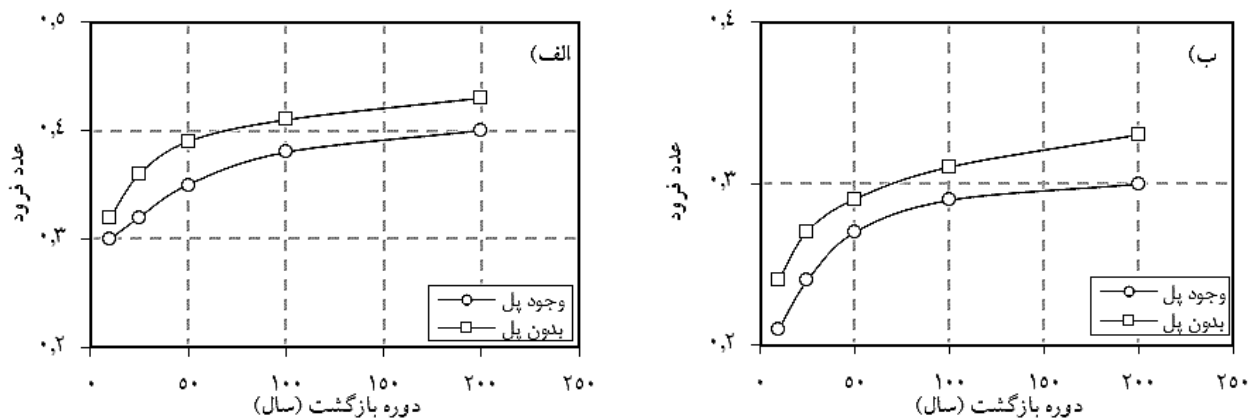 الف)
عدد فرود
۰,۵
۰,۴
۰,۳
۰,۲
وجود پل
بدون پل
۰ ۵۰ ۱۰۰ ۱۵۰ ۲۰۰ ۲۵۰
دوره بازگشت (سال)
ب)
عدد فرود
۰,۴
۰,۳
۰,۲
وجود پل
بدون پل
۰ ۵۰ ۱۰۰ ۱۵۰ ۲۰۰ ۲۵۰
دوره بازگشت (سال)